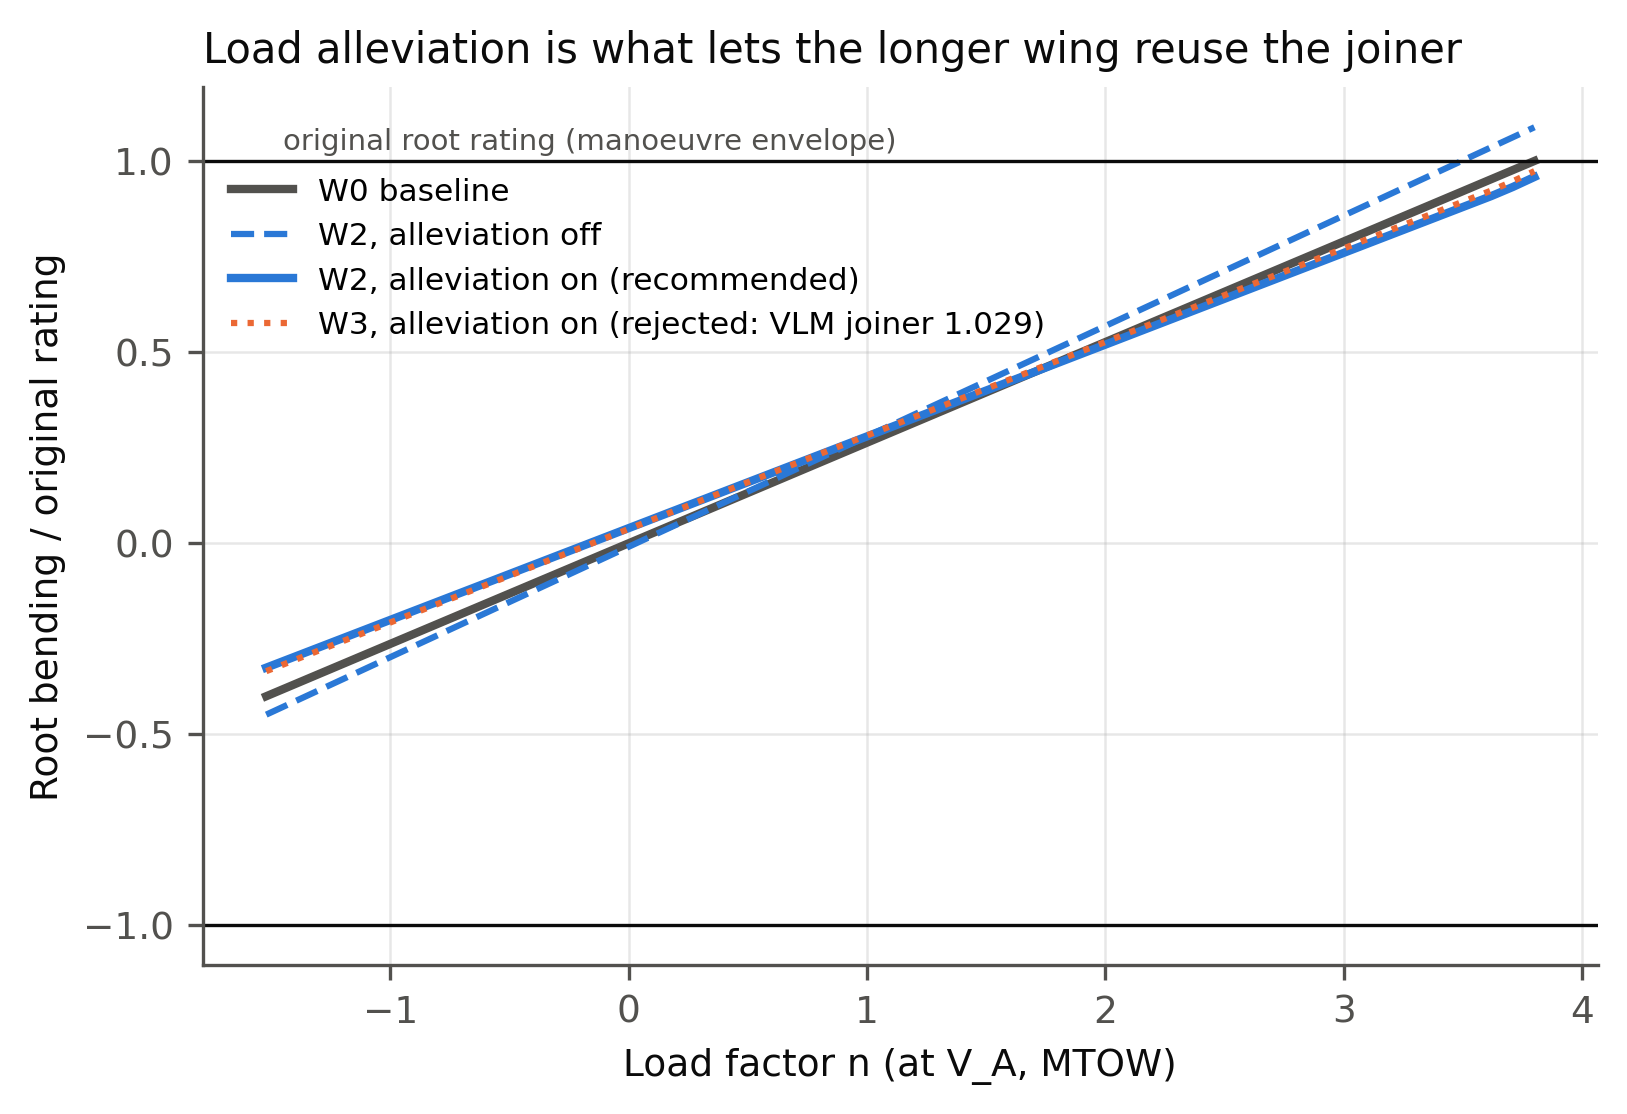 Load alleviation is what lets the longer wing reuse the joiner
original root rating (manoeuvre envelope)
W0 baseline
W2, alleviation off
W2, alleviation on (recommended)
W3, alleviation on (rejected: VLM joiner 1.029)
Root bending / original rating
1.0
0.5
0.0
−0.5
−1.0
−1 0 1 2 3 4
Load factor n (at V_A, MTOW)